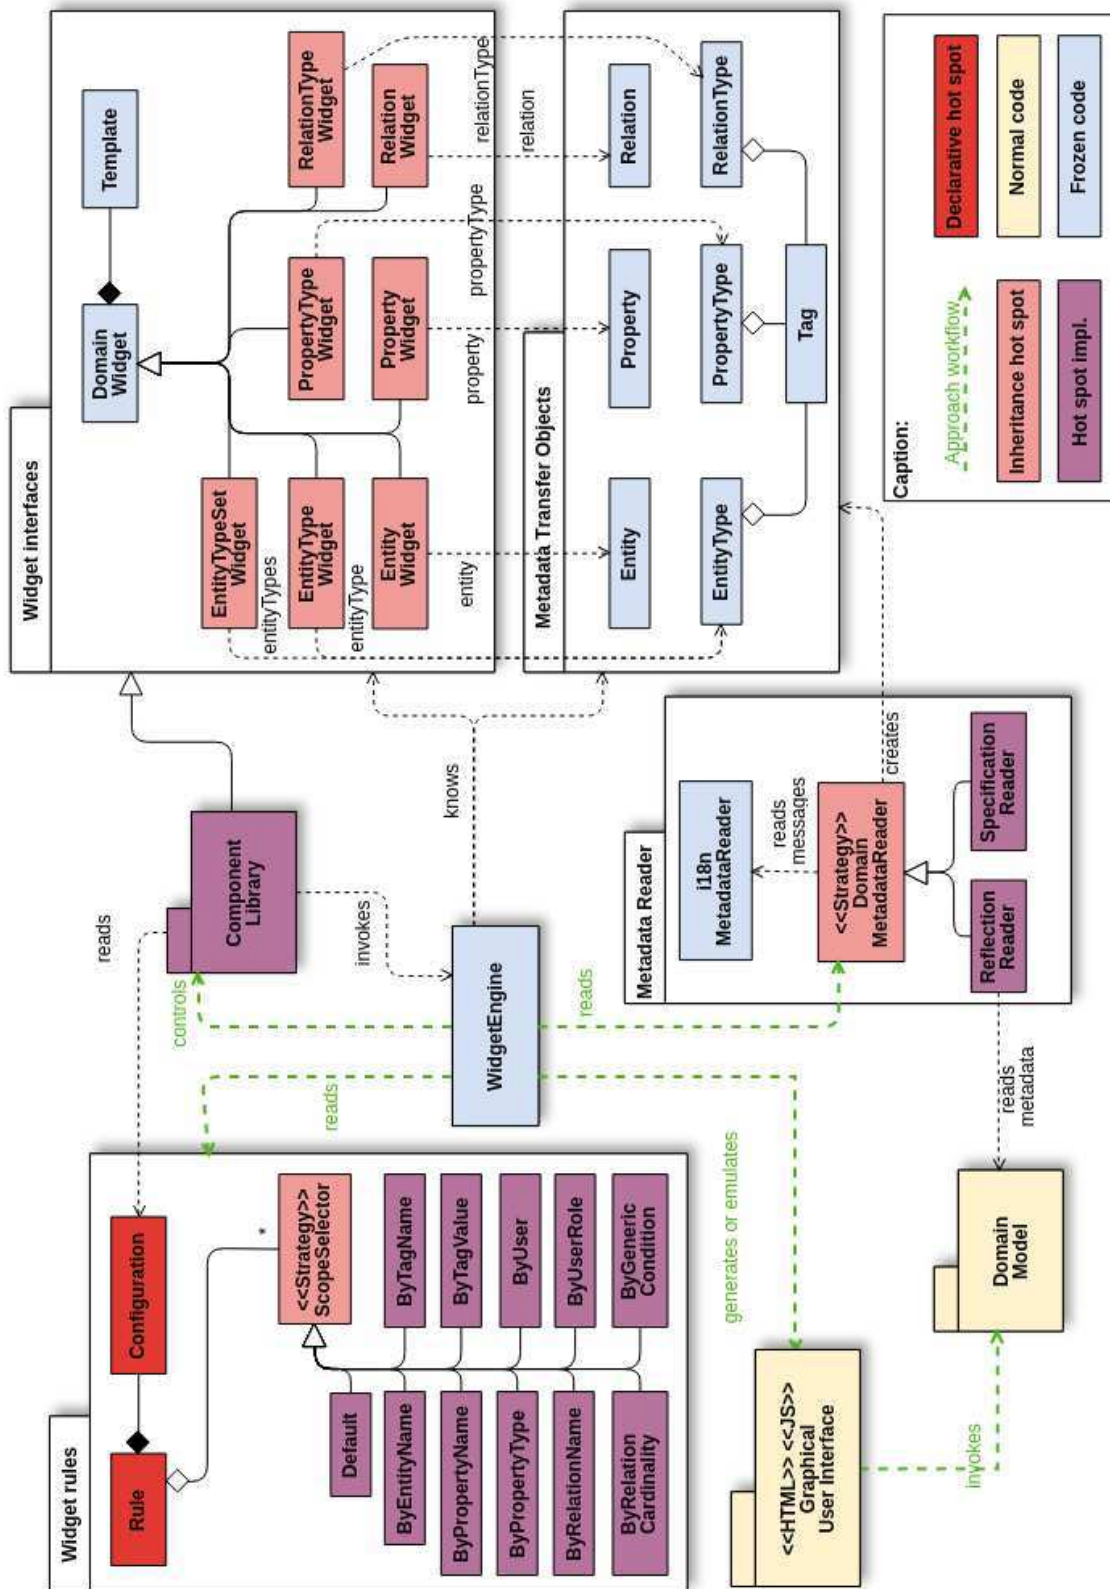 Widget rules
Rule
Configuration
*
<<Strategy>>
ScopeSelector
Default
ByEntityName
ByTagName
ByPropertyName
ByTagValue
ByPropertyType
ByUser
ByRelationName
ByUserRole
ByRelation
Cardinality
ByGeneric
Condition
reads
controls
reads
Component
Library
invokes
WidgetEngine
knows
reads
generates or emulates
<<HTML>> <<JS>>
Graphical
User Interface
invokes
Domain
Model
reads
metadata
Metadata Reader
i18n
MetadataReader
reads
messages
<<Strategy>>
Domain
MetadataReader
creates
Reflection
Reader
Specification
Reader
Widget interfaces
Domain
Widget
Template
EntityTypeSet
Widget
entityTypes
EntityType
Widget
entityType
PropertyType
Widget
RelationType
Widget
Entity
Widget
Property
Widget
Relation
Widget
entity
property
propertyType
relationType
relation
Metadada Transfer Objects
Entity
Property
Relation
EntityType
PropertyType
RelationType
Tag
Caption:
Approach workflow
Declarative hot spot
Inheritance hot spot
Normal code
Hot spot impl.
Frozen code